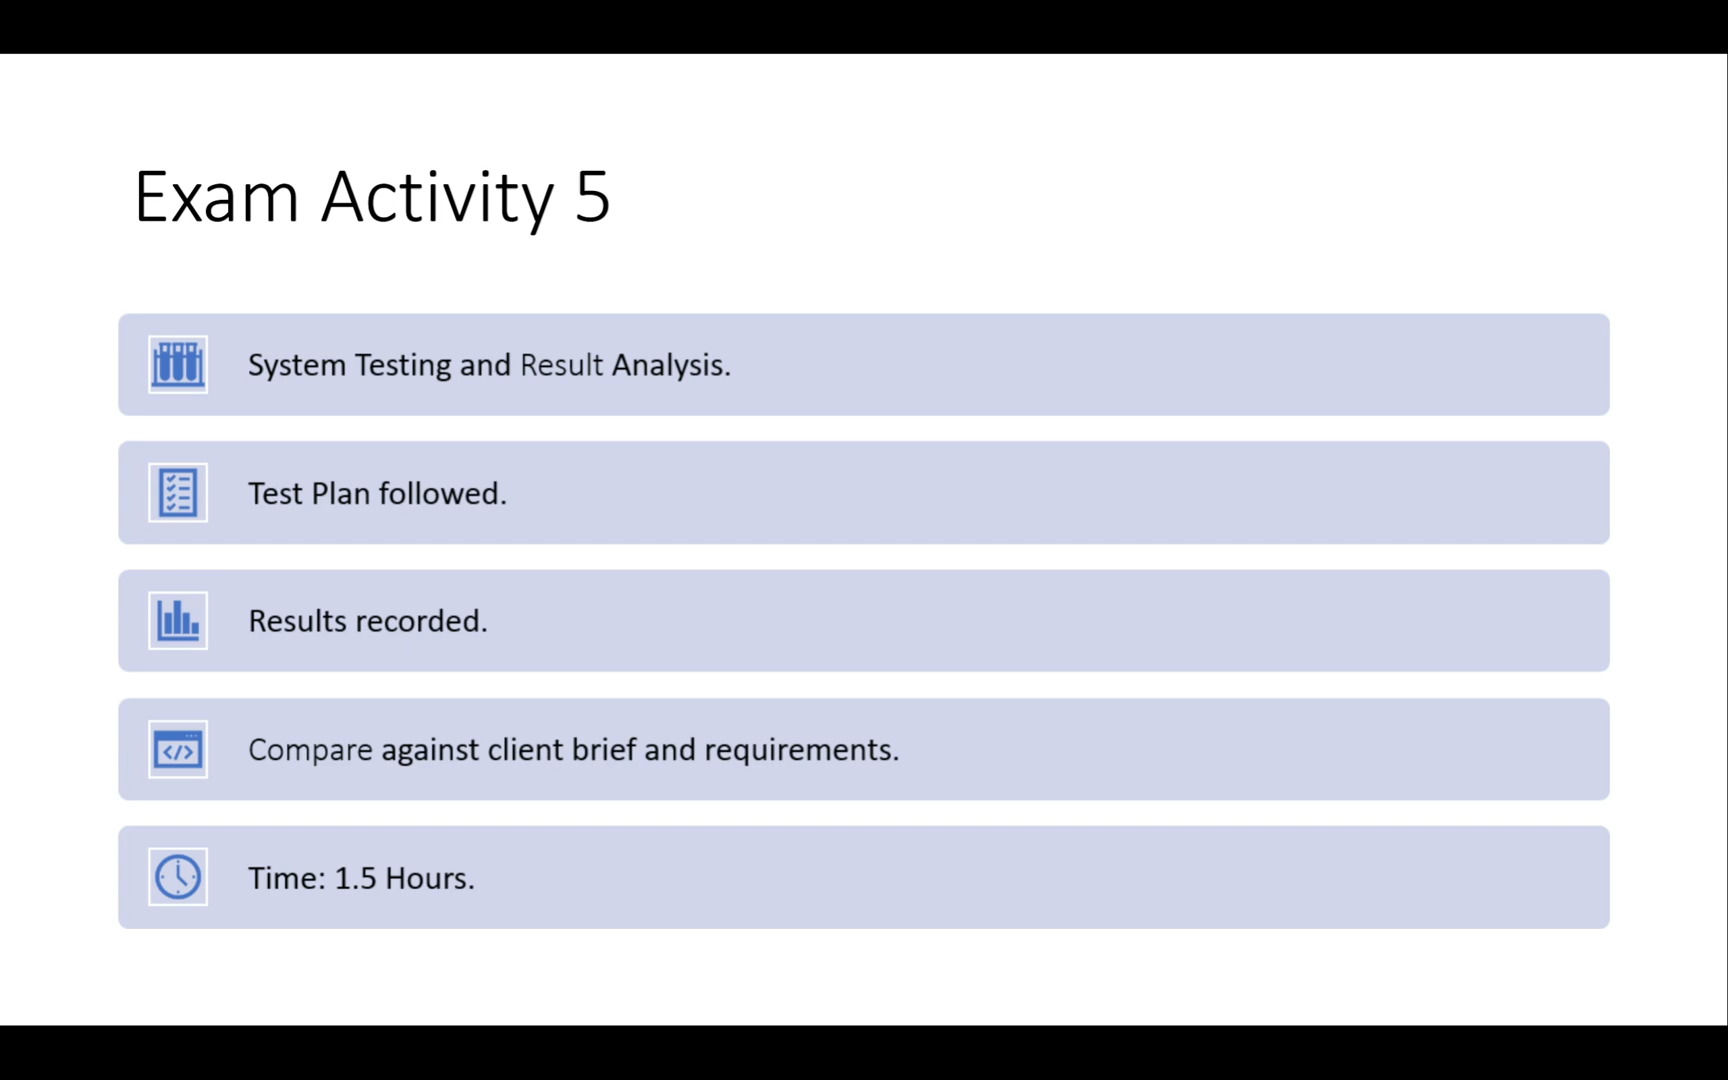 Exam Activity 5
System Testing and Result Analysis.
Test Plan followed.
Results recorded.
Compare against client brief and requirements.
Time: 1.5 Hours.